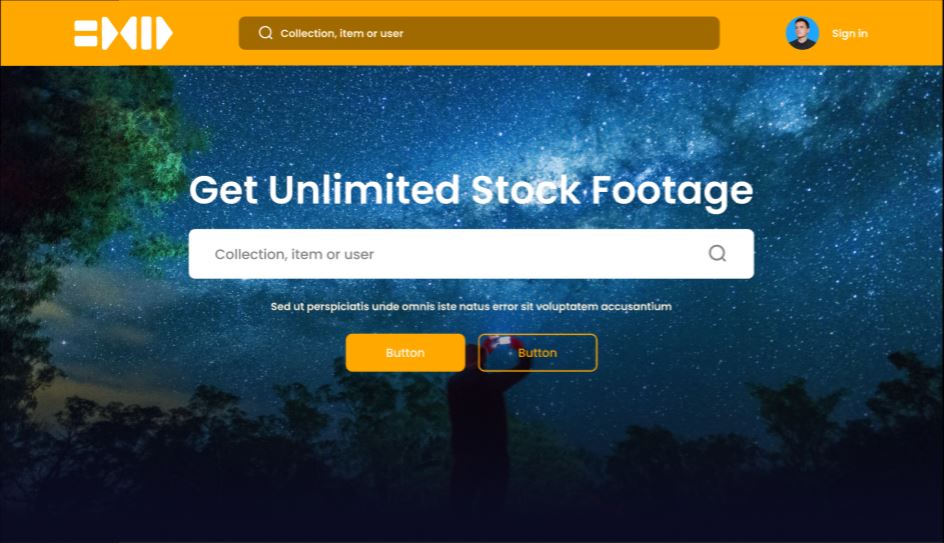 Collection, item or user
Sign in
Get Unlimited Stock Footage
Collection, item or user
Sed ut perspiciatis unde omnis iste natus error sit voluptatem accusantium
Button
Button